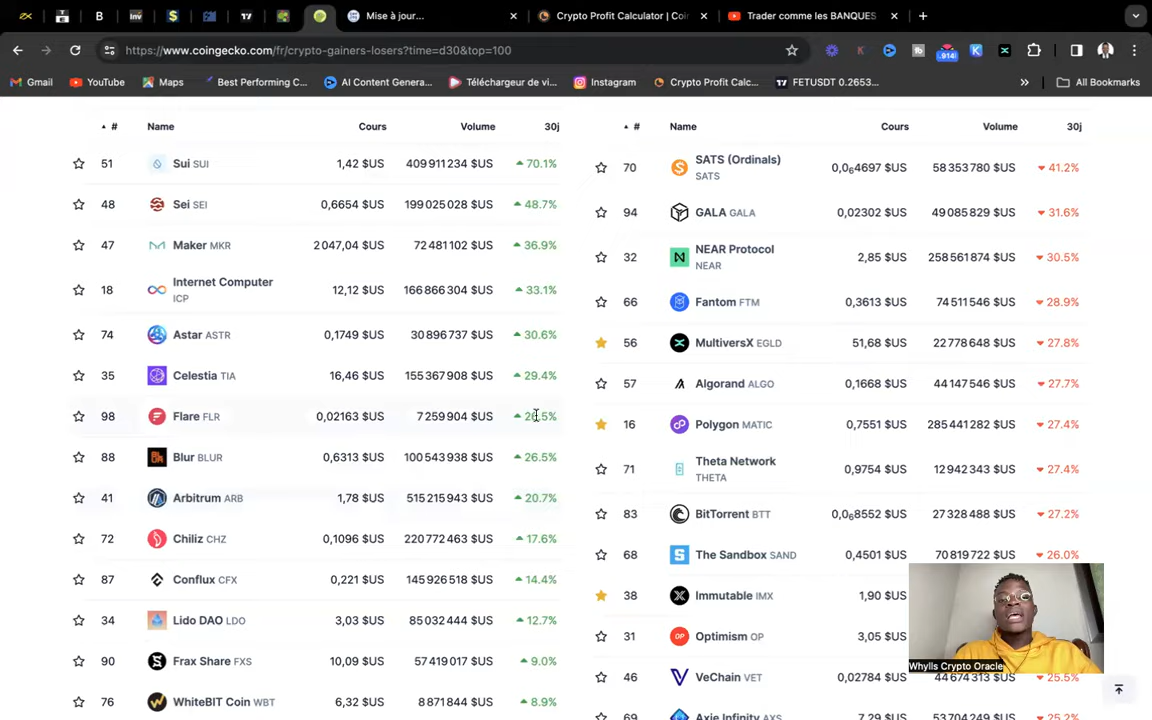 Mise à jour...
Crypto Profit Calculator | Coin
Trader comme les BANQUES
https://www.coingecko.com/fr/crypto-gainers-losers?time=d30&top=100
.914
Gmail
YouTube
Maps
Best Performing C...
AI Content Genera...
Téléchargeur de vi...
Instagram
Crypto Profit Calc...
FETUSDT 0.2653...
All Bookmarks
# Name Cours Volume 30j
51 Sui SUI 1,42 $US 409 911 234 $US 70.1%
48 Sei SEI 0,6654 $US 199 025 028 $US 48.7%
47 Maker MKR 2 047,04 $US 72 481 102 $US 36.9%
18 Internet Computer ICP 12,12 $US 166 866 304 $US 33.1%
74 Astar ASTR 0,1749 $US 30 896 737 $US 30.6%
35 Celestia TIA 16,46 $US 155 367 908 $US 29.4%
98 Flare FLR 0,02163 $US 7 259 904 $US
88 Blur BLUR 0,6313 $US 100 543 938 $US 26.5%
41 Arbitrum ARB 1,78 $US 515 215 943 $US 20.7%
72 Chiliz CHZ 0,1096 $US 220 772 463 $US 17.6%
87 Conflux CFX 0,221 $US 145 926 518 $US 14.4%
34 Lido DAO LDO 3,03 $US 85 032 444 $US 12.7%
90 Frax Share FXS 10,09 $US 57 419 017 $US 9.0%
76 WhiteBIT Coin WBT 6,32 $US 8 871 844 $US 8.9%
# Name Cours Volume 30j
70 SATS (Ordinals) SATS 0,0₆4697 $US 58 353 780 $US 41.2%
94 GALA GALA 0,02302 $US 49 085 829 $US 31.6%
32 NEAR Protocol NEAR 2,85 $US 258 561 874 $US 30.5%
66 Fantom FTM 0,3613 $US 74 511 546 $US 28.9%
56 MultiversX EGLD 51,68 $US 22 778 648 $US 27.8%
57 Algorand ALGO 0,1668 $US 44 147 546 $US 27.7%
16 Polygon MATIC 0,7551 $US 285 441 282 $US 27.4%
71 Theta Network THETA 0,9754 $US 12 942 343 $US 27.4%
83 BitTorrent BTT 0,0₆8552 $US 27 328 488 $US 27.2%
68 The Sandbox SAND 0,4501 $US 70 819 722 $US 26.0%
38 Immutable IMX 1,90 $US
31 Optimism OP 3,05 $US
46 VeChain VET 0,02784 $US 44 674 313 $US 25.5%
69 Axie Infinity AXS 7,29 $US 53 704 249 $US
Whylls Crypto Oracle